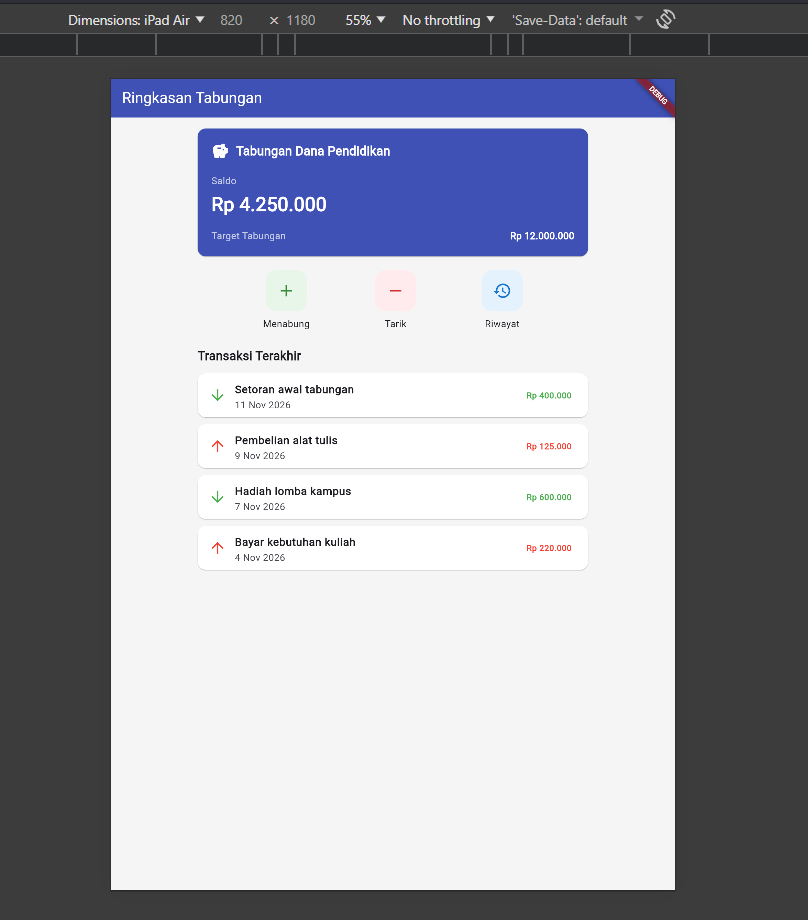 Dimensions: iPad Air 820 × 1180 55% No throttling 'Save-Data': default
Ringkasan Tabungan
DEBUG
Tabungan Dana Pendidikan
Saldo
Rp 4.250.000
Target Tabungan Rp 12.000.000
Menabung Tarik Riwayat
Transaksi Terakhir
Setoran awal tabungan
11 Nov 2026
Rp 400.000
Pembelian alat tulis
9 Nov 2026
Rp 125.000
Hadiah lomba kampus
7 Nov 2026
Rp 600.000
Bayar kebutuhan kuliah
4 Nov 2026
Rp 220.000